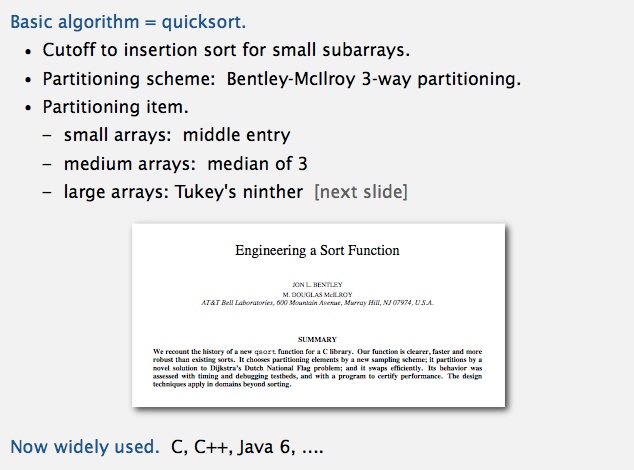 Basic algorithm = quicksort.
• Cutoff to insertion sort for small subarrays.
• Partitioning scheme: Bentley-McIlroy 3-way partitioning.
• Partitioning item.
– small arrays: middle entry
– medium arrays: median of 3
– large arrays: Tukey's ninther [next slide]
Engineering a Sort Function
JON L. BENTLEY
M. DOUGLAS McILROY
AT&T Bell Laboratories, 600 Mountain Avenue, Murray Hill, NJ 07974, U.S.A.
SUMMARY
We recount the history of a new qsort function for a C library. Our function is clearer, faster and more
robust than existing sorts. It chooses partitioning elements by a new sampling scheme; it partitions by a
novel solution to Dijkstra's Dutch National Flag problem; and it swaps efficiently. Its behavior was
assessed with timing and debugging testbeds, and with a program to certify performance. The design
techniques apply in domains beyond sorting.
Now widely used. C, C++, Java 6, ….